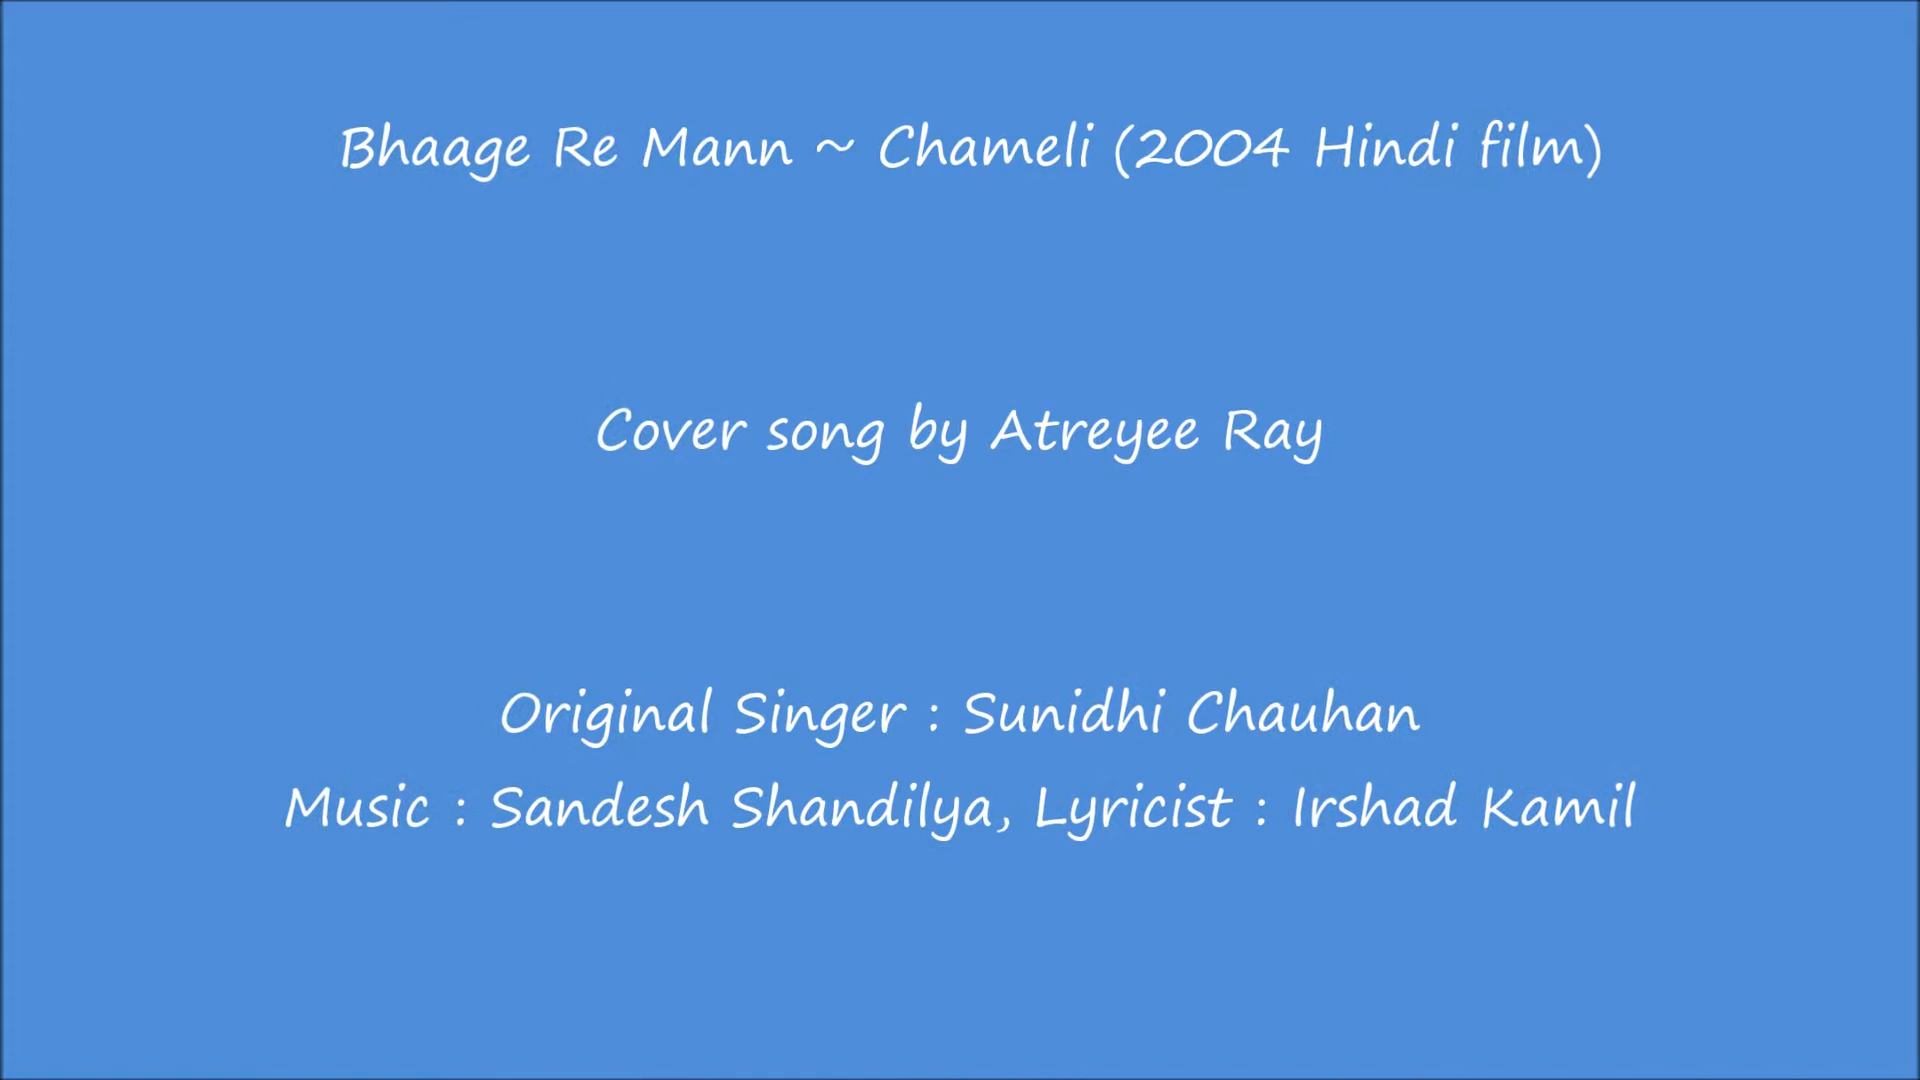 Bhaage Re Mann ~ Chameli (2004 Hindi film)
Cover song by Atreyee Ray
Original Singer : Sunidhi Chauhan
Music : Sandesh Shandilya, Lyricist : Irshad Kamil